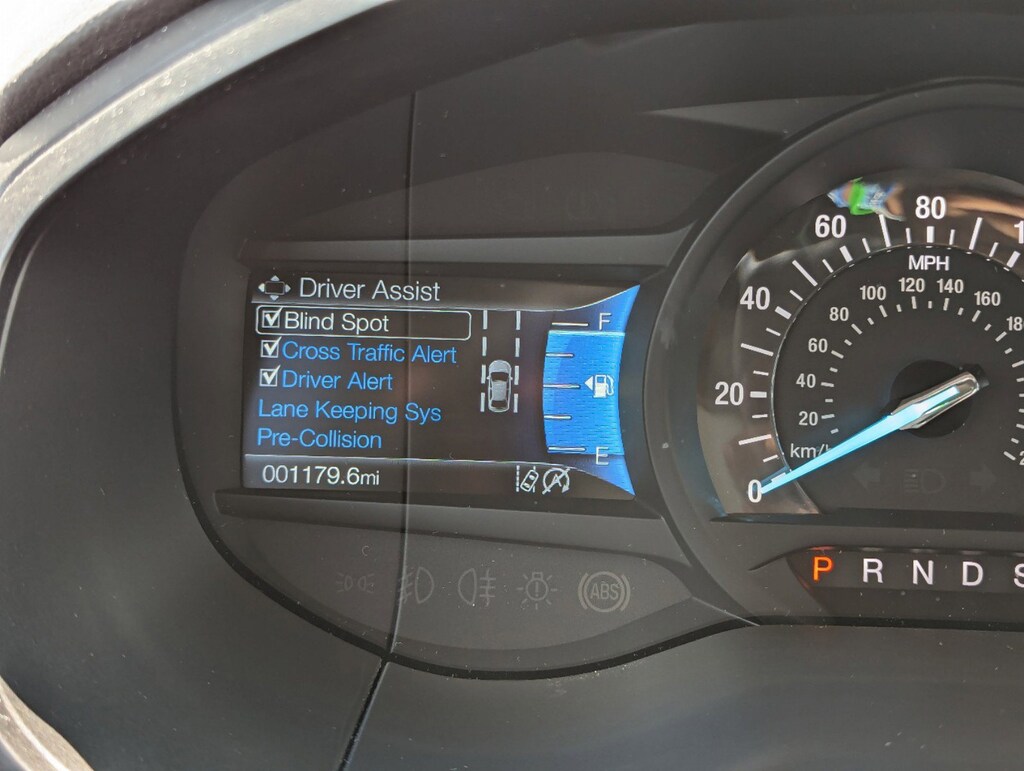 Driver Assist
Blind Spot
Cross Traffic Alert
Driver Alert
Lane Keeping Sys
Pre-Collision
001179.6mi
F
E
0
20
40
60
80
MPH
20
40
60
80
100
120
140
160
P R N D
ABS